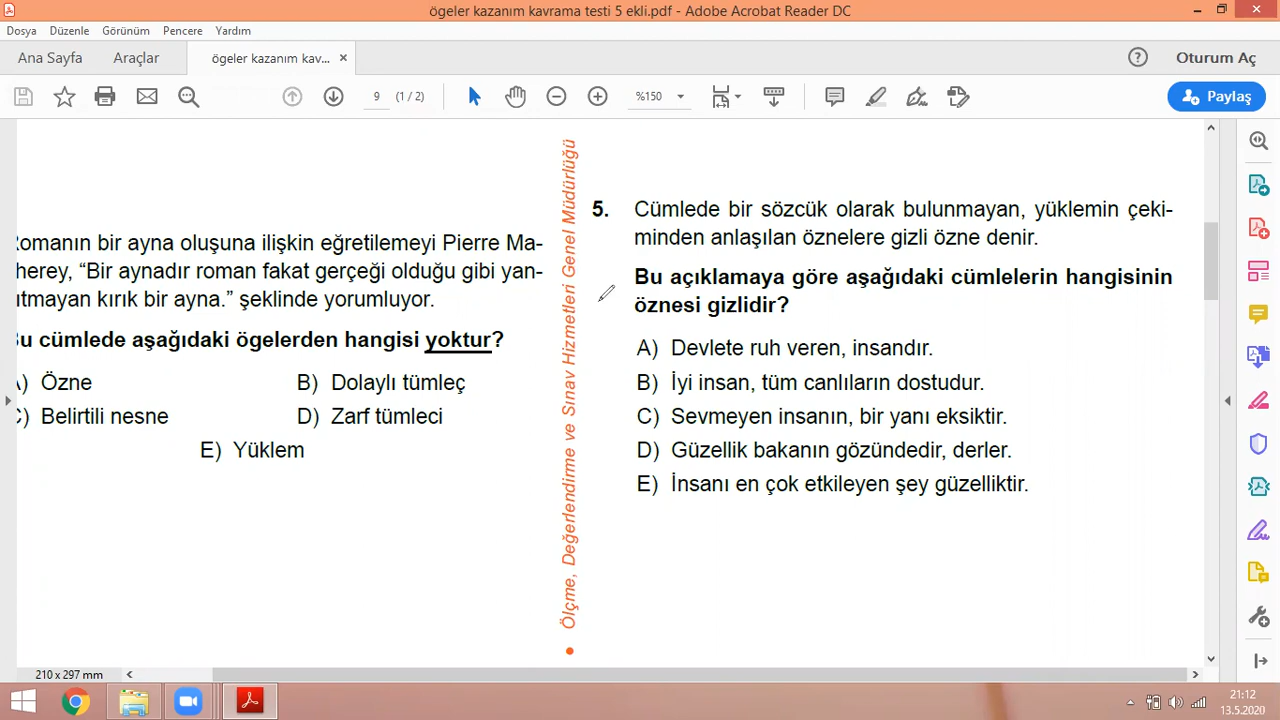 ögeler kazanım kavrama testi 5 ekli.pdf - Adobe Acrobat Reader DC
Dosya Düzenle Görünüm Pencere Yardım
Ana Sayfa Araçlar ögeler kazanım kav... × Oturum Aç
9 (1 / 2) %150 Paylaş
omanın bir ayna oluşuna ilişkin eğretilemeyi Pierre Ma-
herey, “Bir aynadır roman fakat gerçeği olduğu gibi yan-
tmayan kırık bir ayna.” şeklinde yorumluyor.
u cümlede aşağıdaki ögelerden hangisi yoktur?
) Özne B) Dolaylı tümleç
) Belirtili nesne D) Zarf tümleci
E) Yüklem
Ölçme, Değerlendirme ve Sınav Hizmetleri Genel Müdürlüğü
5. Cümlede bir sözcük olarak bulunmayan, yüklemin çeki-
minden anlaşılan öznelere gizli özne denir.
Bu açıklamaya göre aşağıdaki cümlelerin hangisinin
öznesi gizlidir?
A) Devlete ruh veren, insandır.
B) İyi insan, tüm canlıların dostudur.
C) Sevmeyen insanın, bir yanı eksiktir.
D) Güzellik bakanın gözündedir, derler.
E) İnsanı en çok etkileyen şey güzelliktir.
210 x 297 mm
21:12
13.5.2020